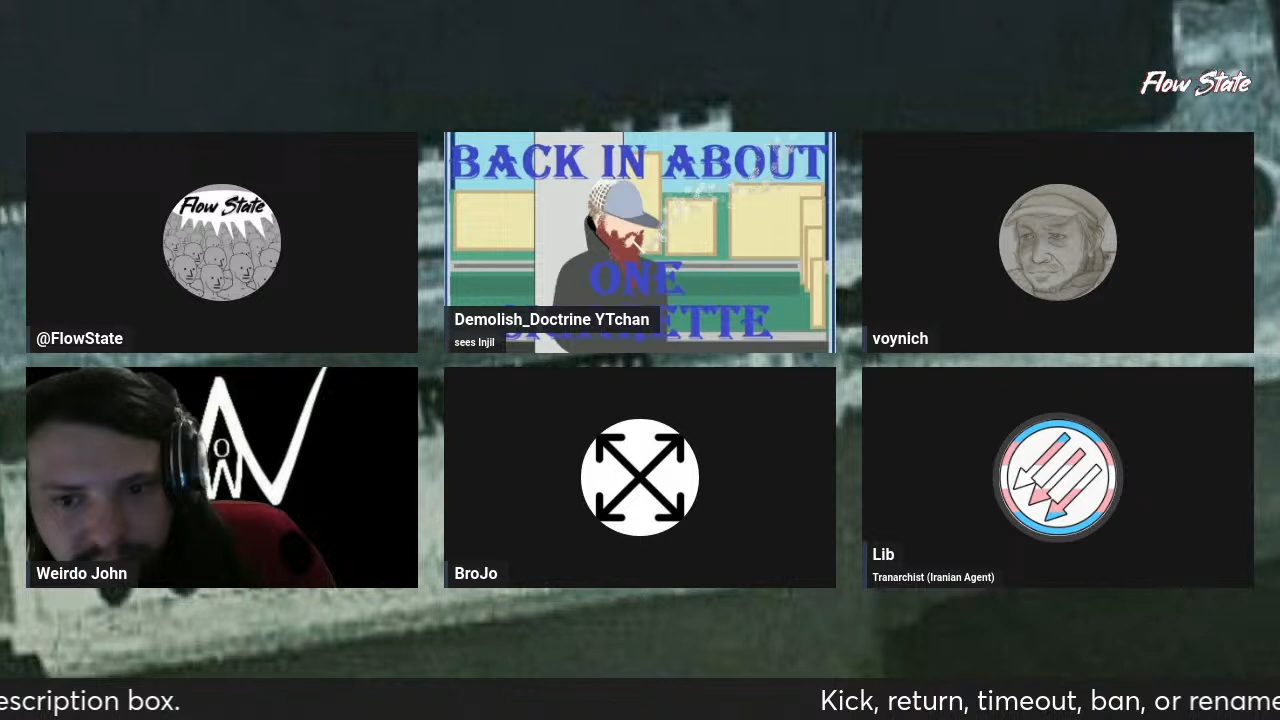 Flow State
Flow State
@FlowState
BACK IN ABOUT
ONE
Demolish_Doctrine YTchan
sees Injil
voynich
W
O
W
Weirdo John
BroJo
Lib
Tranarchist (Iranian Agent)
escription box.
Kick, return, timeout, ban, or rename